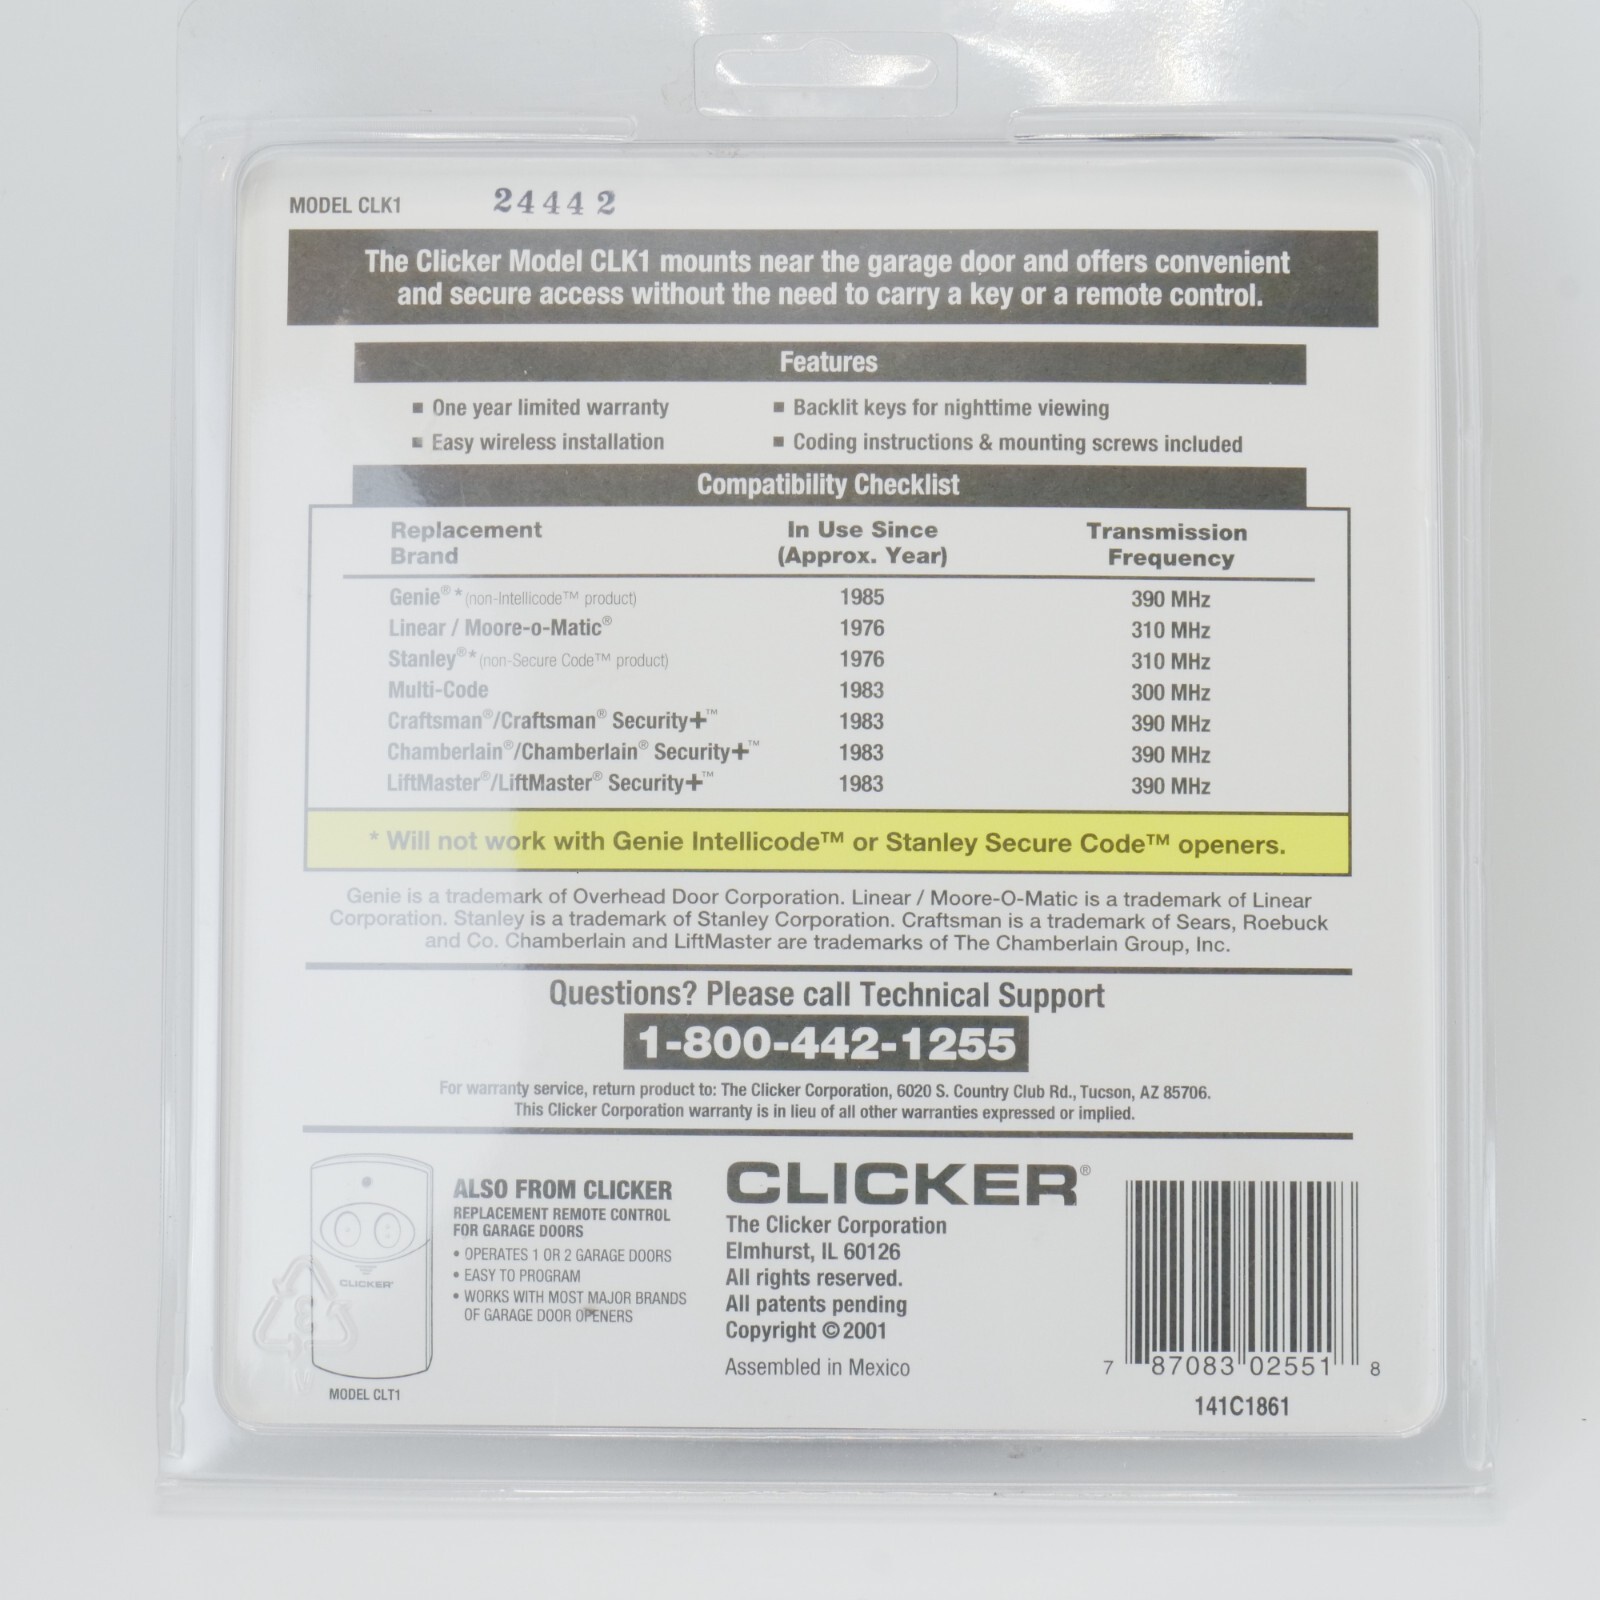 MODEL CLK1 24442
The Clicker Model CLK1 mounts near the garage door and offers convenient
and secure access without the need to carry a key or a remote control.
Features
▪ One year limited warranty ▪ Backlit keys for nighttime viewing
▪ Easy wireless installation ▪ Coding instructions & mounting screws included
Compatibility Checklist
Replacement In Use Since Transmission
Brand (Approx. Year) Frequency
Genie®* (non-Intellicode™ product) 1985 390 MHz
Linear / Moore-o-Matic® 1976 310 MHz
Stanley®* (non-Secure Code™ product) 1976 310 MHz
Multi-Code 1983 300 MHz
Craftsman®/Craftsman® Security+™ 1983 390 MHz
Chamberlain®/Chamberlain® Security+™ 1983 390 MHz
LiftMaster®/LiftMaster® Security+™ 1983 390 MHz
* Will not work with Genie Intellicode™ or Stanley Secure Code™ openers.
Genie is a trademark of Overhead Door Corporation. Linear / Moore-O-Matic is a trademark of Linear
Corporation. Stanley is a trademark of Stanley Corporation. Craftsman is a trademark of Sears, Roebuck
and Co. Chamberlain and LiftMaster are trademarks of The Chamberlain Group, Inc.
Questions? Please call Technical Support
1-800-442-1255
For warranty service, return product to: The Clicker Corporation, 6020 S. Country Club Rd., Tucson, AZ 85706.
This Clicker Corporation warranty is in lieu of all other warranties expressed or implied.
CLICKER®
MODEL CLT1
ALSO FROM CLICKER
REPLACEMENT REMOTE CONTROL
FOR GARAGE DOORS
• OPERATES 1 OR 2 GARAGE DOORS
• EASY TO PROGRAM
• WORKS WITH MOST MAJOR BRANDS
OF GARAGE DOOR OPENERS
CLICKER®
The Clicker Corporation
Elmhurst, IL 60126
All rights reserved.
All patents pending
Copyright ©2001
Assembled in Mexico
7 87083 02551 8
141C1861